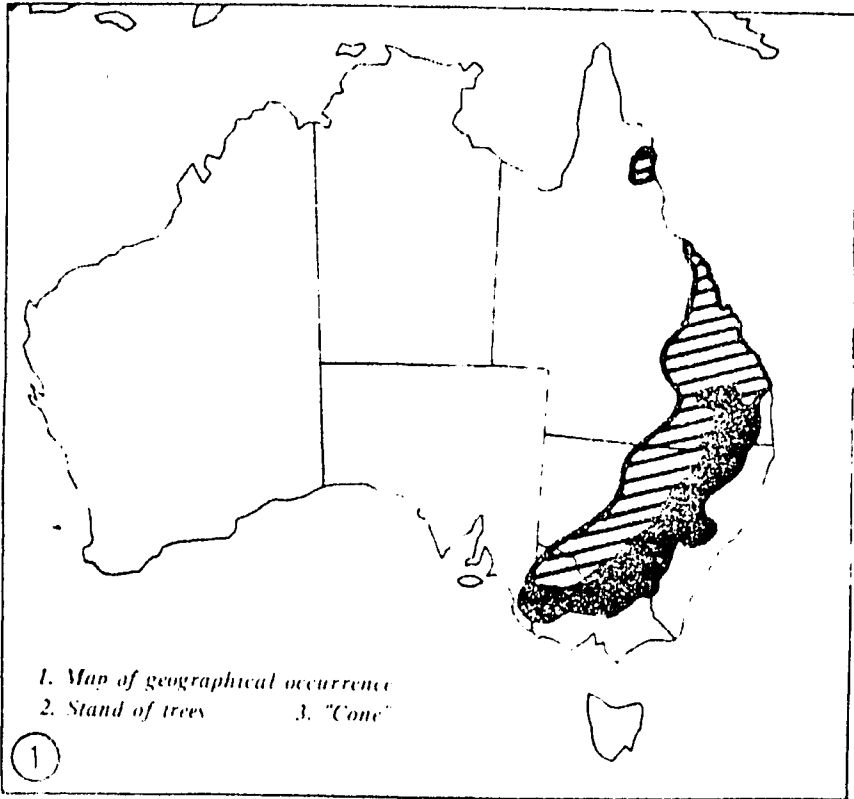 1. Map of geographical occurrence
2. Stand of trees 3. "Cone"
1